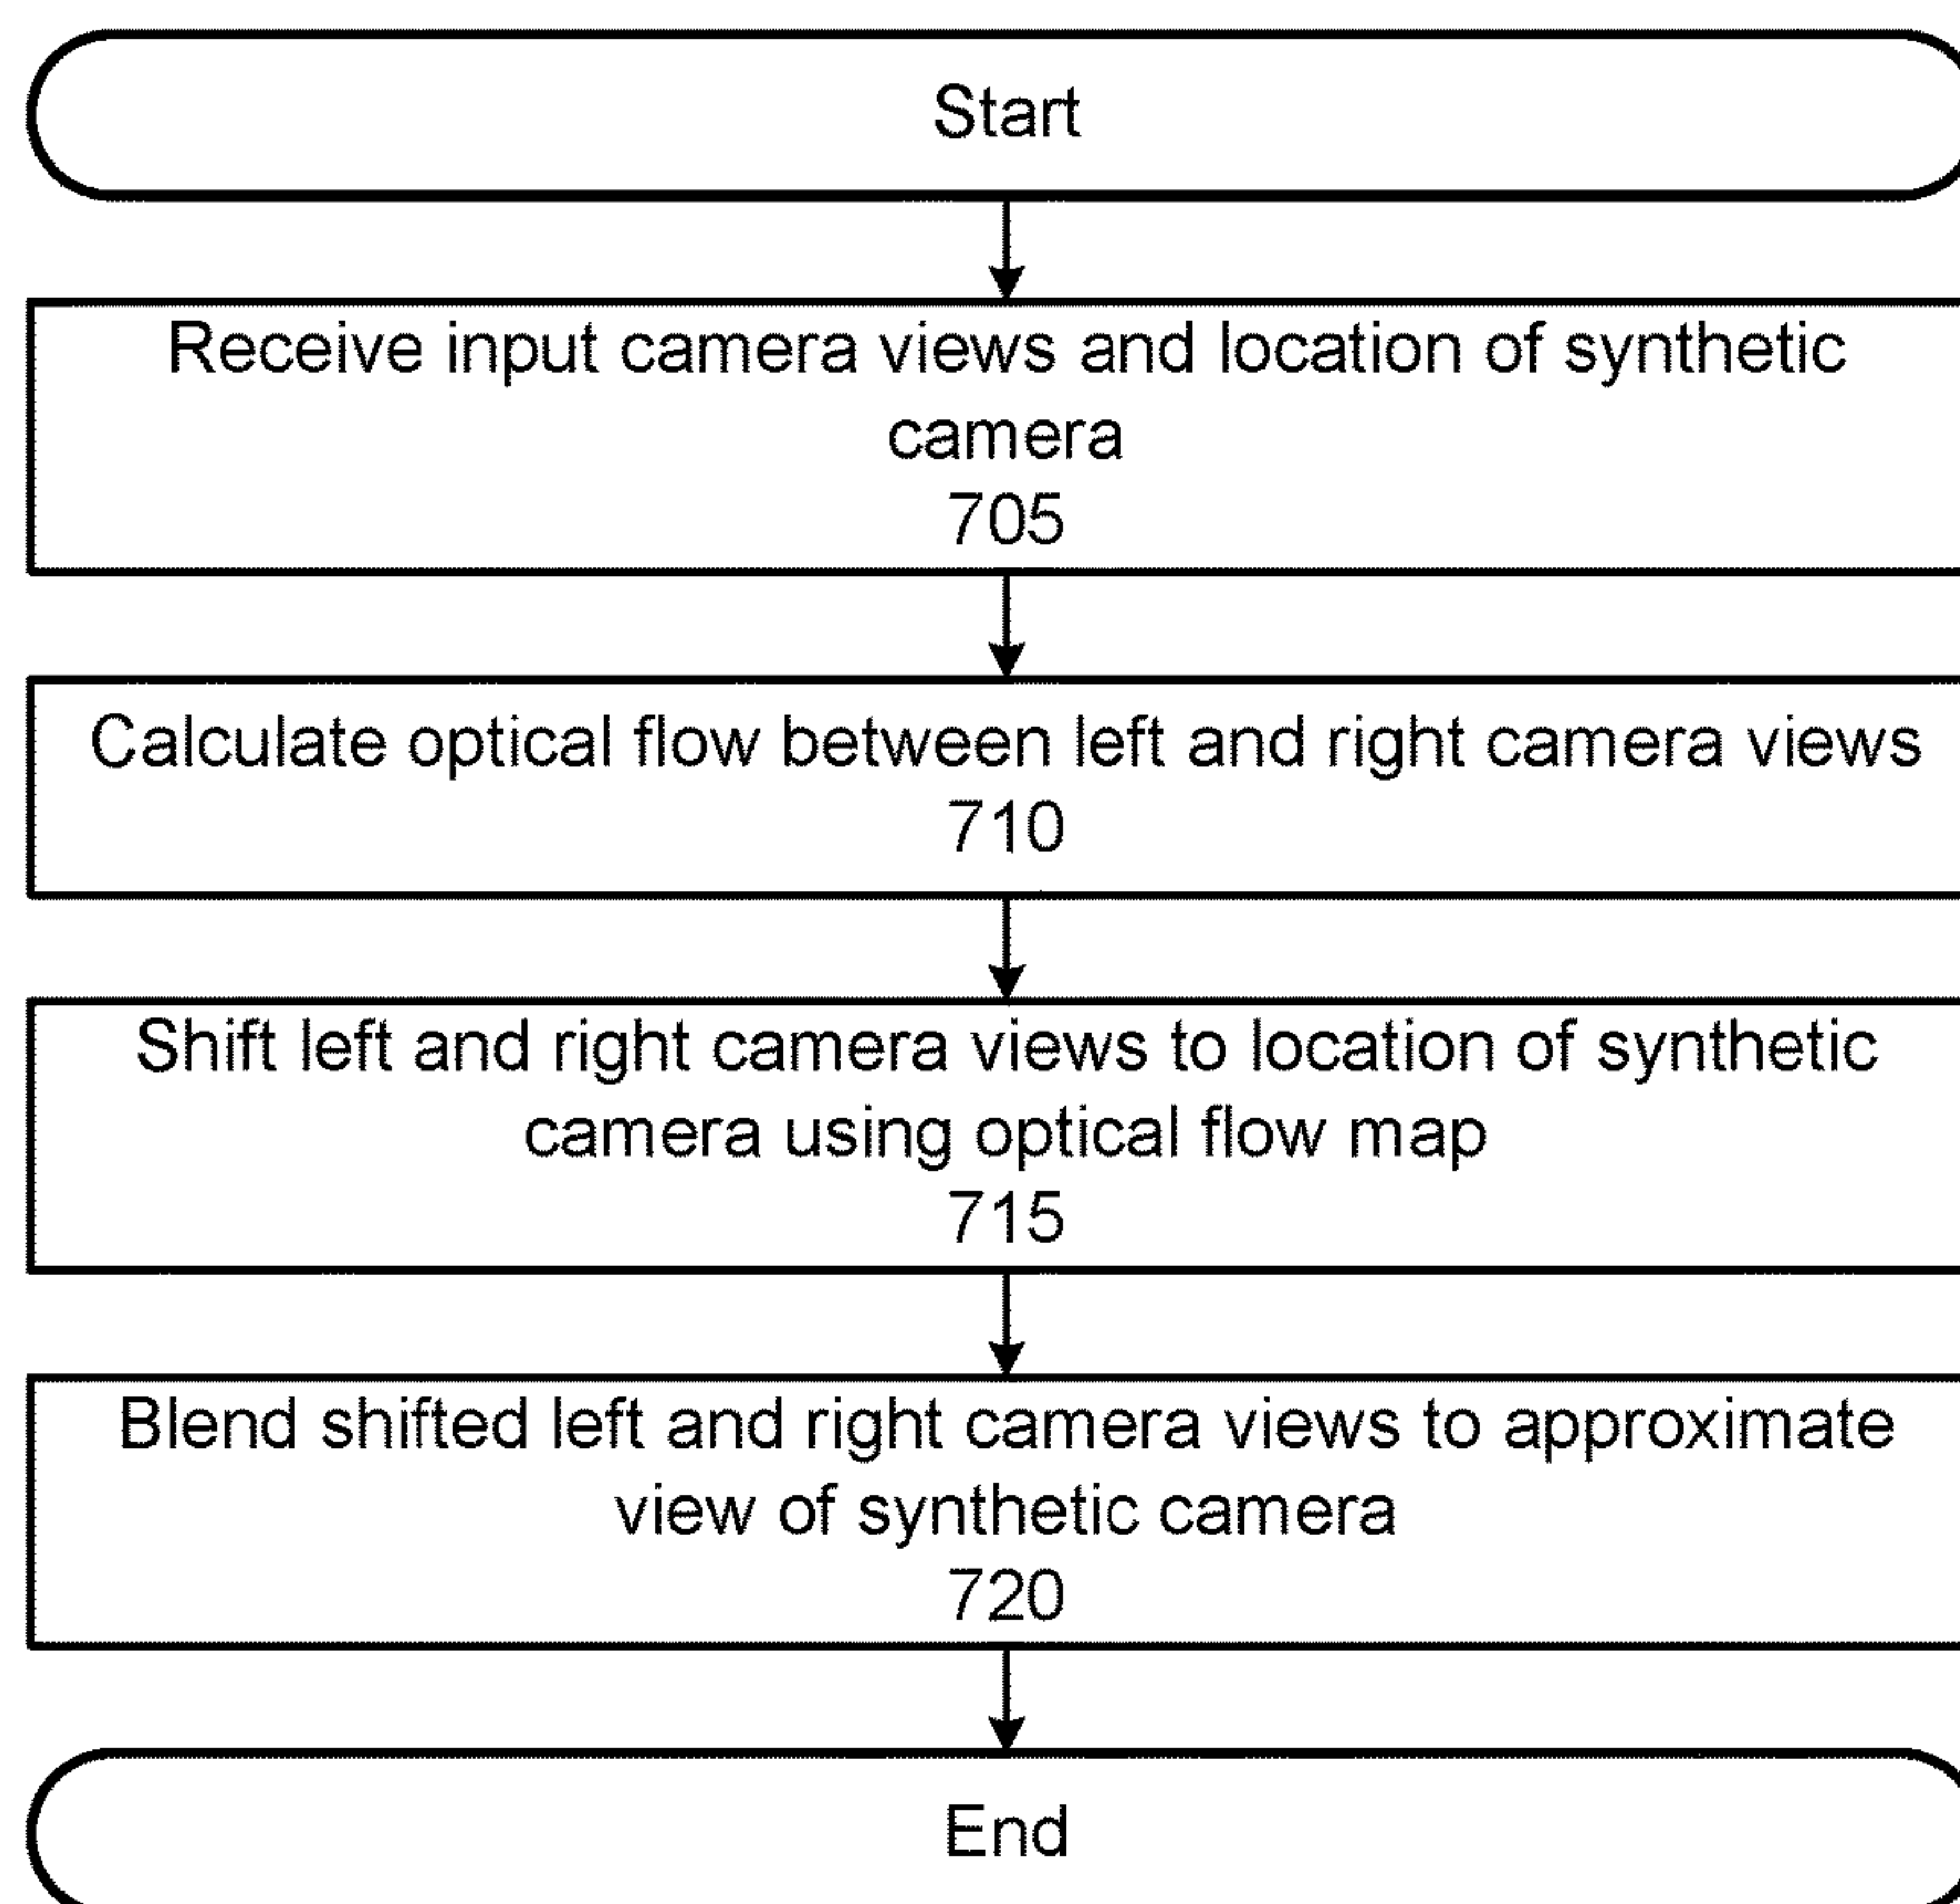 Start
Receive input camera views and location of synthetic
camera
705
Calculate optical flow between left and right camera views
710
Shift left and right camera views to location of synthetic
camera using optical flow map
715
Blend shifted left and right camera views to approximate
view of synthetic camera
720
End